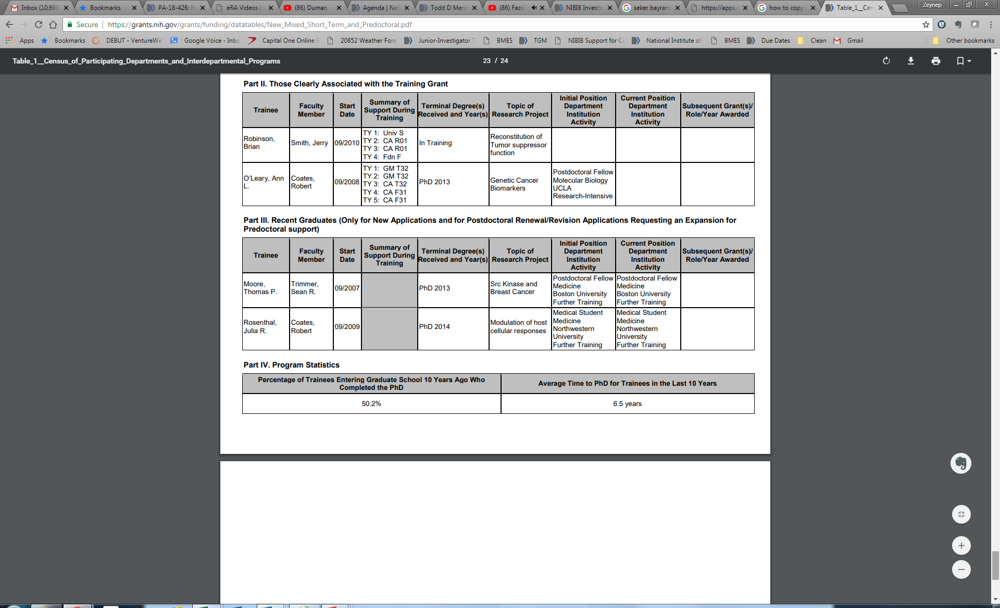 Inbox (10,698
Bookmarks
PA-18-426: N
eRA Videos |
(86) Duman -
Agenda | Nat
Todd D Merc
(86) Fazıl
NIBIB Invests
seker bayram
https://apps.
how to copy
Table_1__Cen
Zeynep
Secure
https://grants.nih.gov/grants/funding/datatables/New_Mixed_Short_Term_and_Predoctoral.pdf
Apps
Bookmarks
DEBUT - VentureWe
Google Voice - Inbo
Capital One Online
20852 Weather Fore
Junior-Investigator T
BMES
TGM
NIBIB Support for Co
National Institute of
BMES
Due Dates
Clean
Gmail
Other bookmarks
Table_1__Census_of_Participating_Departments_and_Interdepartmental_Programs
23 / 24
Part II. Those Clearly Associated with the Training Grant
Trainee
Faculty
Member
Start
Date
Summary of
Support During
Training
Terminal Degree(s)
Received and Year(s)
Topic of
Research Project
Initial Position
Department
Institution
Activity
Current Position
Department
Institution
Activity
Subsequent Grant(s)/
Role/Year Awarded
Robinson,
Brian
Smith, Jerry
09/2010
TY 1: Univ S
TY 2: CA R01
TY 3: CA R01
TY 4: Fdn F
In Training
Reconstitution of
Tumor suppressor
function
O'Leary, Ann
L.
Coates,
Robert
09/2008
TY 1: GM T32
TY 2: GM T32
TY 3: CA T32
TY 4: CA F31
TY 5: CA F31
PhD 2013
Genetic Cancer
Biomarkers
Postdoctoral Fellow
Molecular Biology
UCLA
Research-Intensive
Part III. Recent Graduates (Only for New Applications and for Postdoctoral Renewal/Revision Applications Requesting an Expansion for
Predoctoral support)
Trainee
Faculty
Member
Start
Date
Summary of
Support During
Training
Terminal Degree(s)
Received and Year(s)
Topic of
Research Project
Initial Position
Department
Institution
Activity
Current Position
Department
Institution
Activity
Subsequent Grant(s)/
Role/Year Awarded
Moore,
Thomas P.
Trimmer,
Sean R.
09/2007
PhD 2013
Src Kinase and
Breast Cancer
Postdoctoral Fellow
Medicine
Boston University
Further Training
Postdoctoral Fellow
Medicine
Boston University
Further Training
Rosenthal,
Julia R.
Coates,
Robert
09/2009
PhD 2014
Modulation of host
cellular responses
Medical Student
Medicine
Northwestern
University
Further Training
Medical Student
Medicine
Northwestern
University
Further Training
Part IV. Program Statistics
Percentage of Trainees Entering Graduate School 10 Years Ago Who
Completed the PhD
Average Time to PhD for Trainees in the Last 10 Years
50.2%
6.5 years